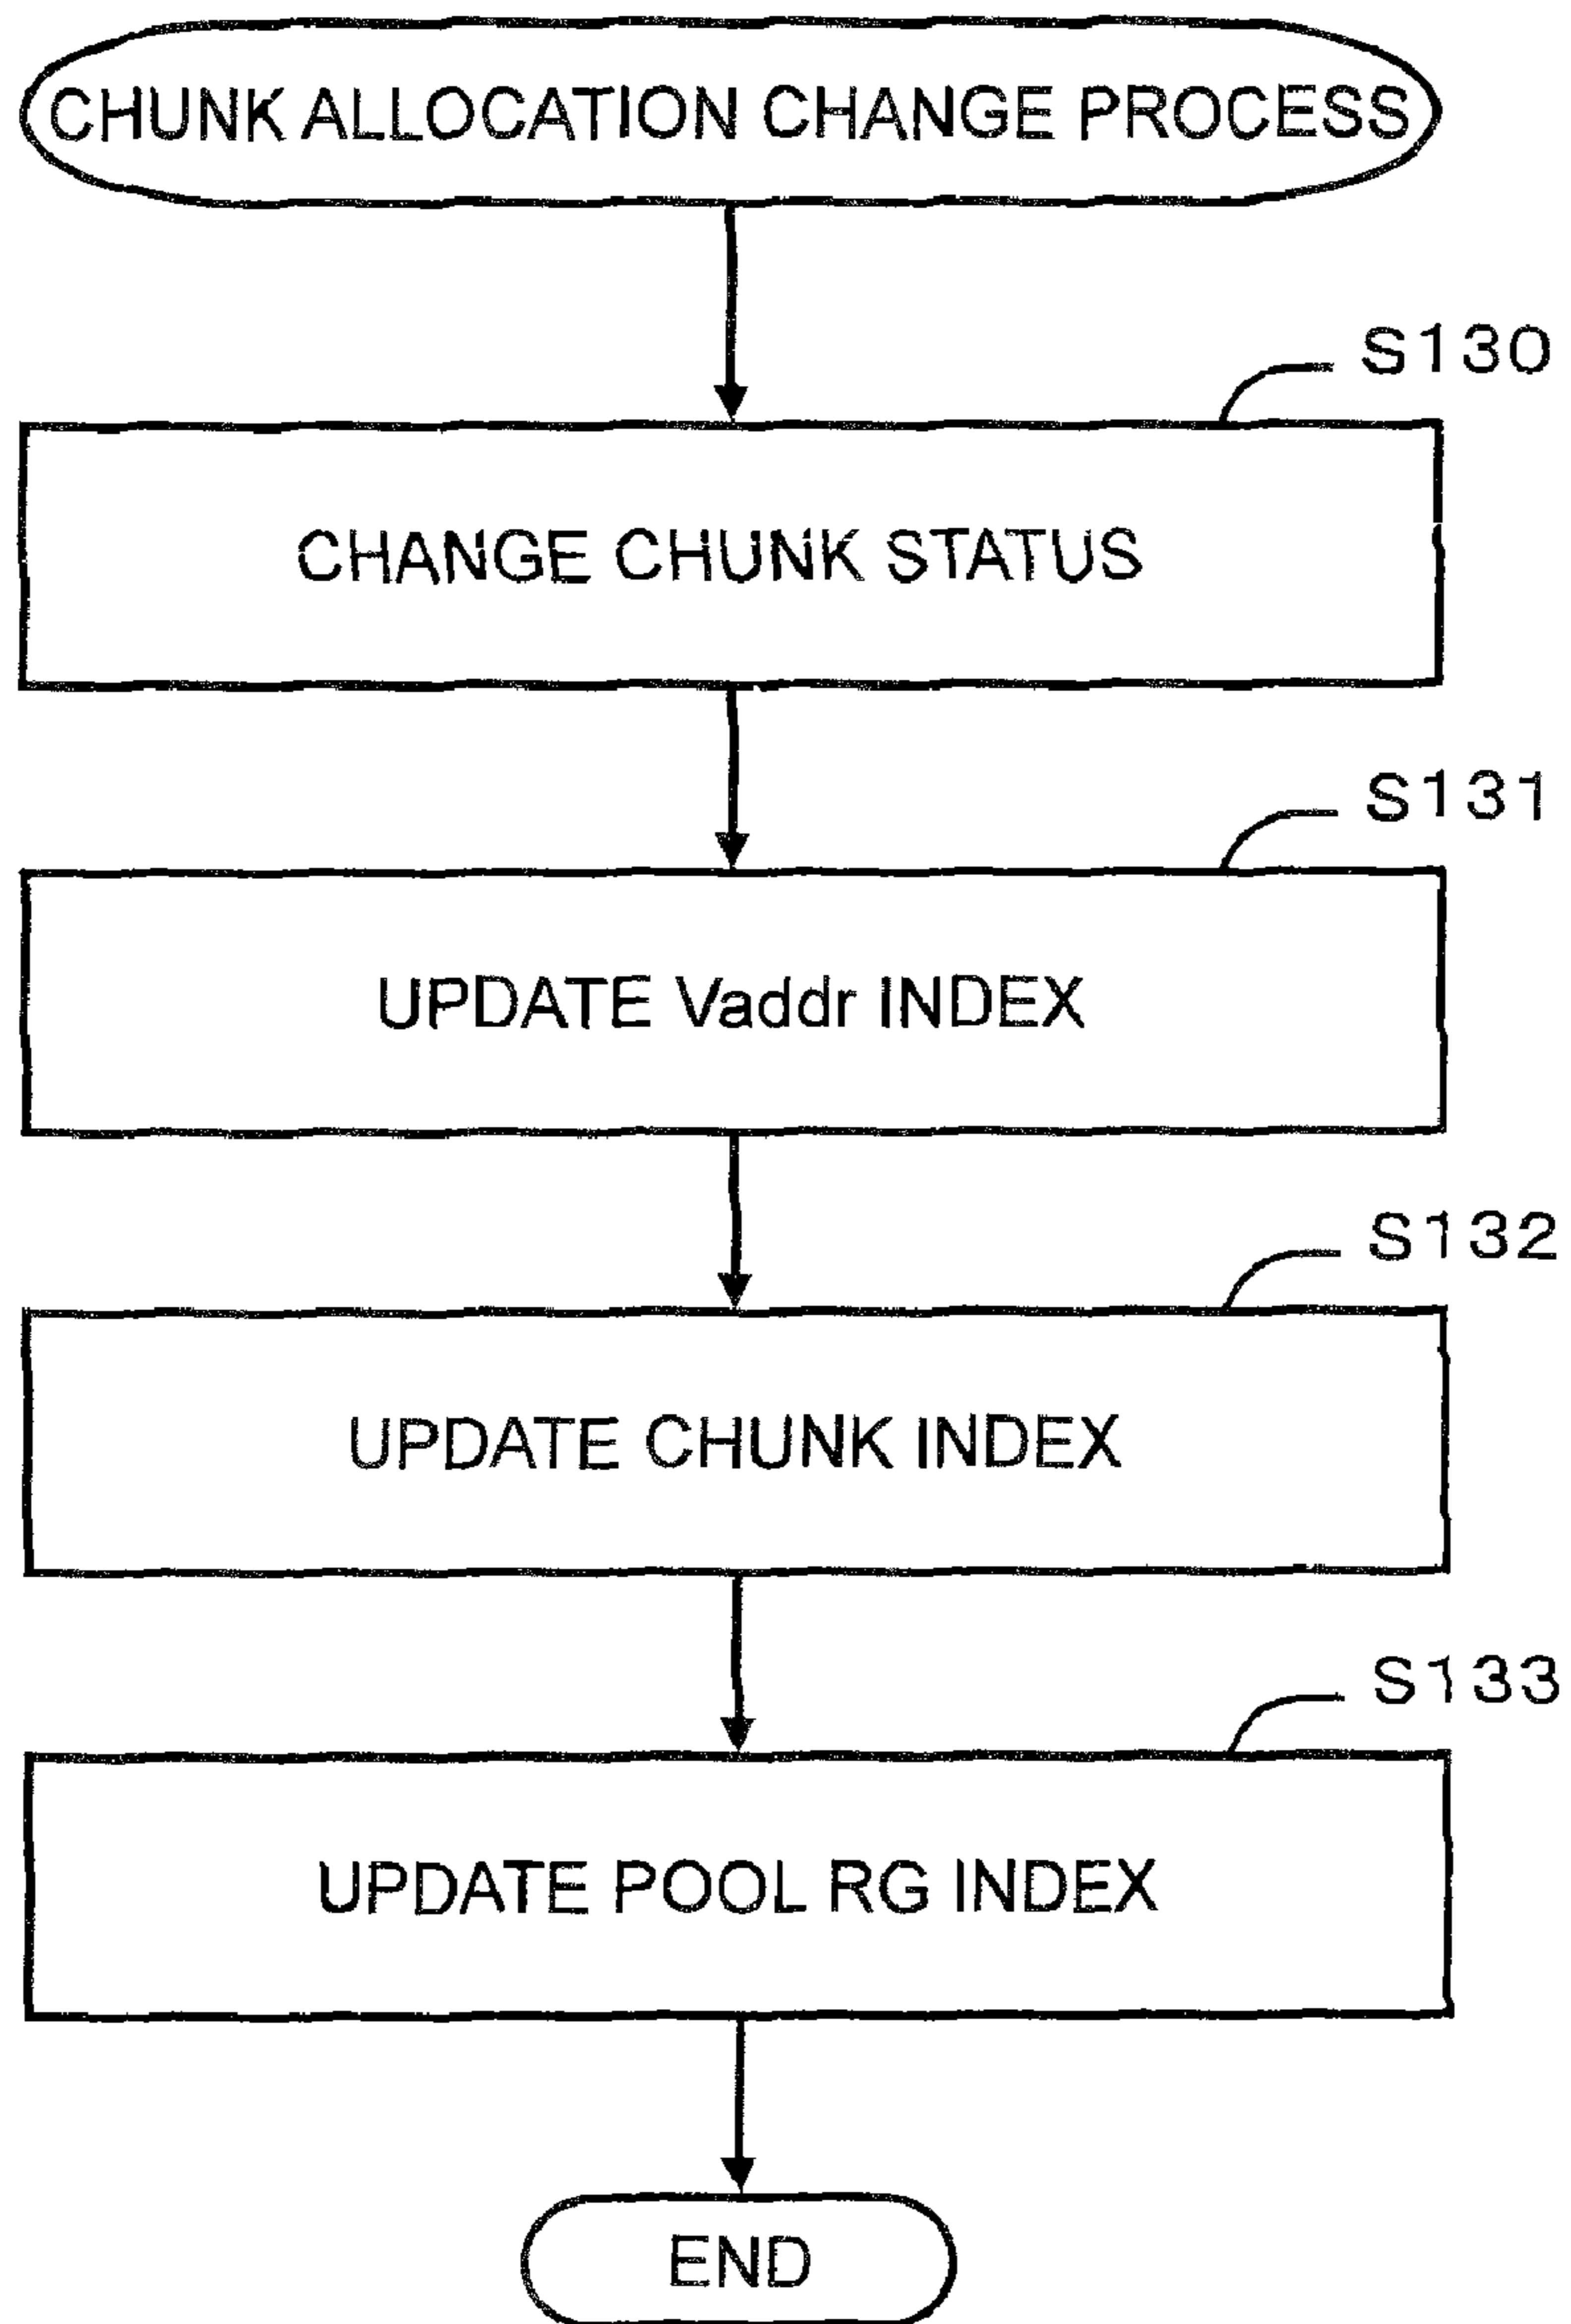 CHUNK ALLOCATION CHANGE PROCESS
S130
CHANGE CHUNK STATUS
S131
UPDATE Vaddr INDEX
S132
UPDATE CHUNK INDEX
S133
UPDATE POOL RG INDEX
END